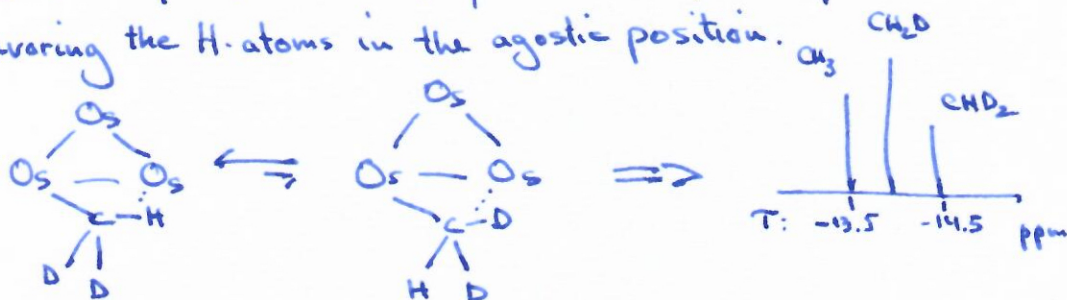 -voring the H-atoms in the agostic position.
CH₃ CH₂D
CHD₂
Os Os
Os Os Os Os
C H C D
D D H D
τ: -13.5 -14.5 ppm